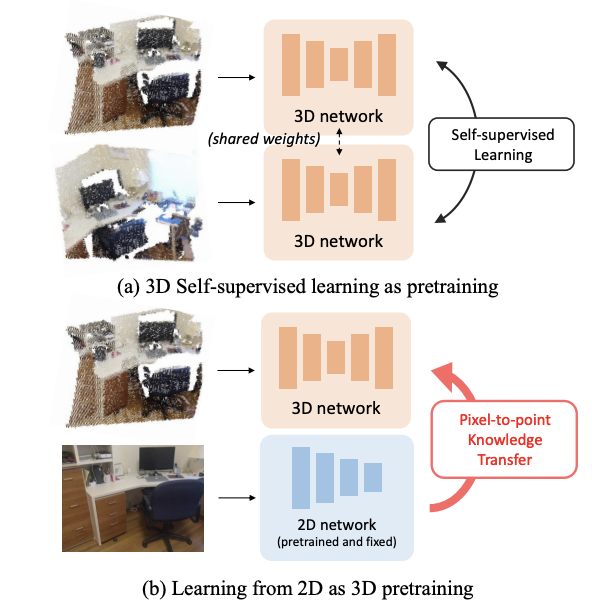 3D network
(shared weights)
Self-supervised
Learning
3D network
(a) 3D Self-supervised learning as pretraining
3D network
Pixel-to-point
Knowledge
Transfer
2D network
(pretrained and fixed)
(b) Learning from 2D as 3D pretraining